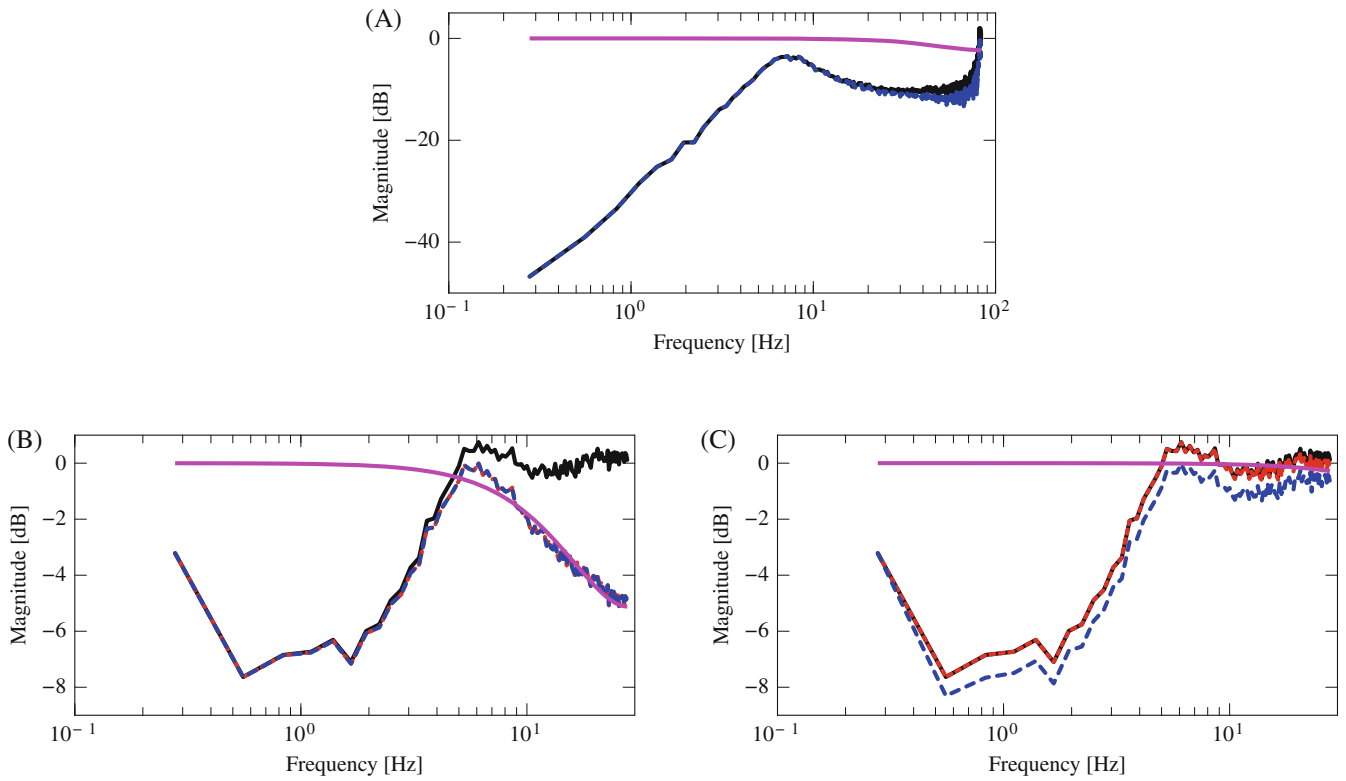 (A)
Magnitude [dB]
0
−20
−40
10⁻¹ 10⁰ 10¹ 10²
Frequency [Hz]
(B)
Magnitude [dB]
0
−2
−4
−6
−8
10⁻¹ 10⁰ 10¹
Frequency [Hz]
(C)
Magnitude [dB]
0
−2
−4
−6
−8
10⁻¹ 10⁰ 10¹
Frequency [Hz]